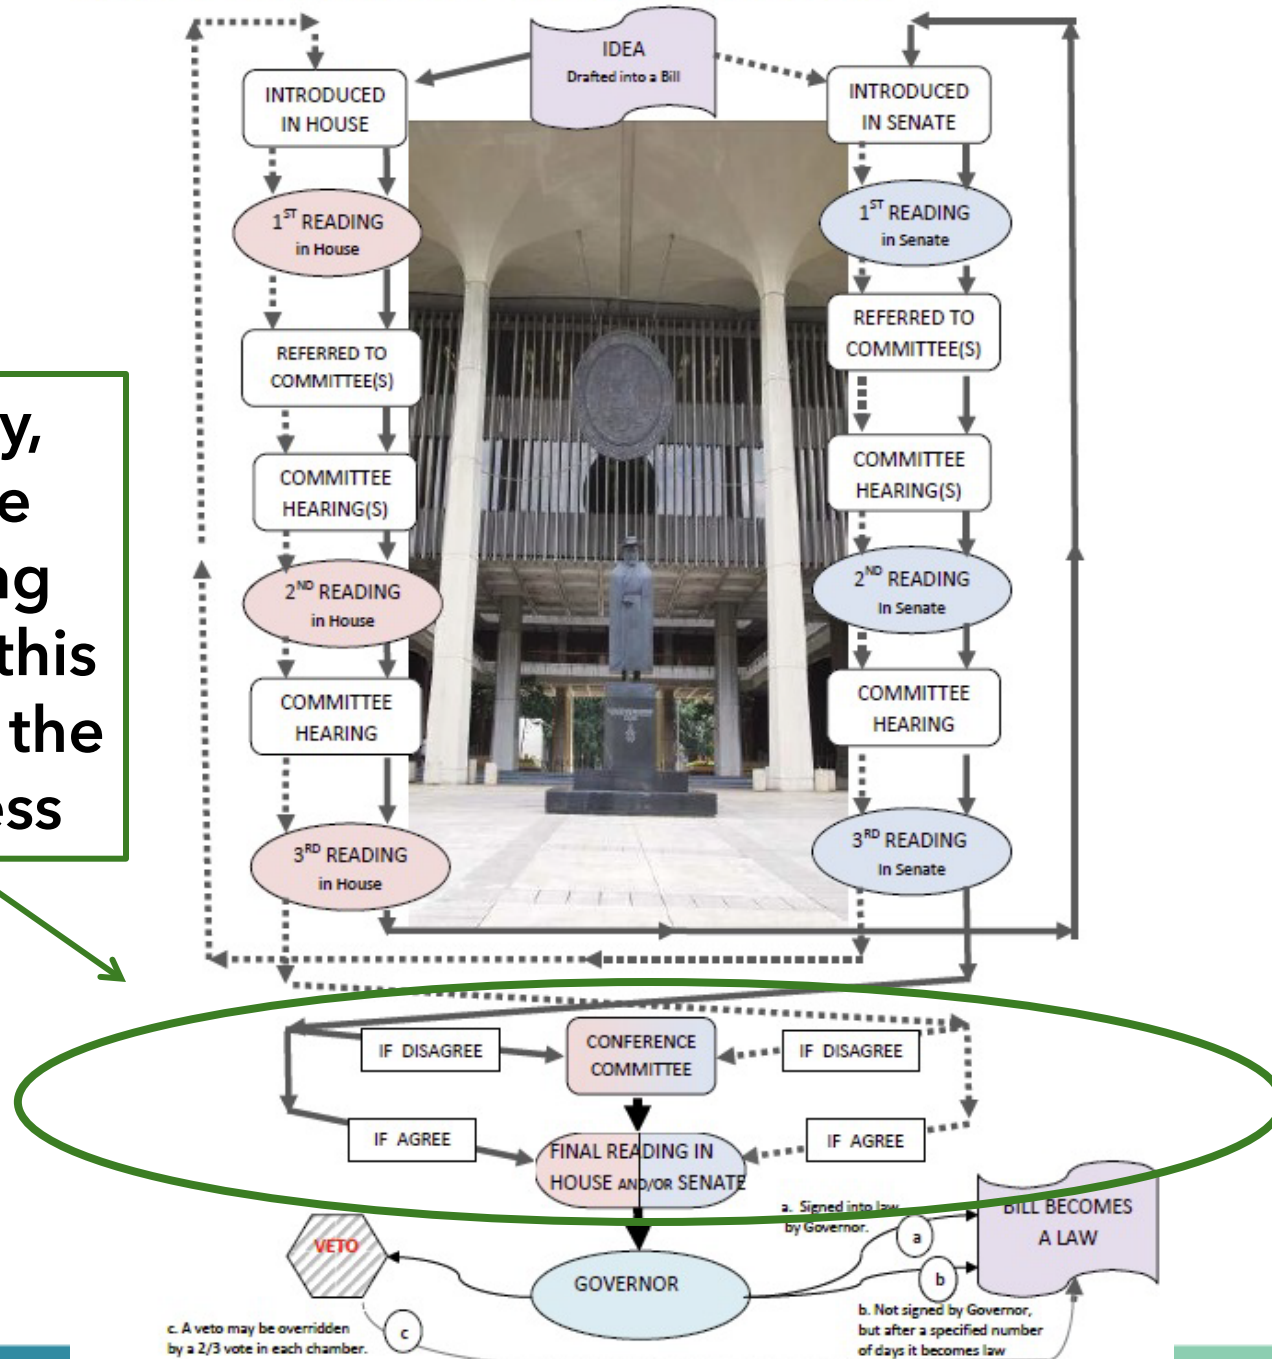 IDEA
Drafted into a Bill
INTRODUCED
IN HOUSE
1ST READING
in House
REFERRED TO
COMMITTEE(S)
COMMITTEE
HEARING(S)
2ND READING
in House
COMMITTEE
HEARING
3RD READING
in House
INTRODUCED
IN SENATE
1ST READING
in Senate
REFERRED TO
COMMITTEE(S)
COMMITTEE
HEARING(S)
2ND READING
In Senate
COMMITTEE
HEARING
3RD READING
In Senate
this
the
IF DISAGREE
CONFERENCE
COMMITTEE
IF DISAGREE
IF AGREE
FINAL READING IN
HOUSE AND/OR SENATE
IF AGREE
VETO
GOVERNOR
a. Signed into law
by Governor.
a
BILL BECOMES
A LAW
b
b. Not signed by Governor,
but after a specified number
of days it becomes law
c. A veto may be overridden
by a 2/3 vote in each chamber.
c